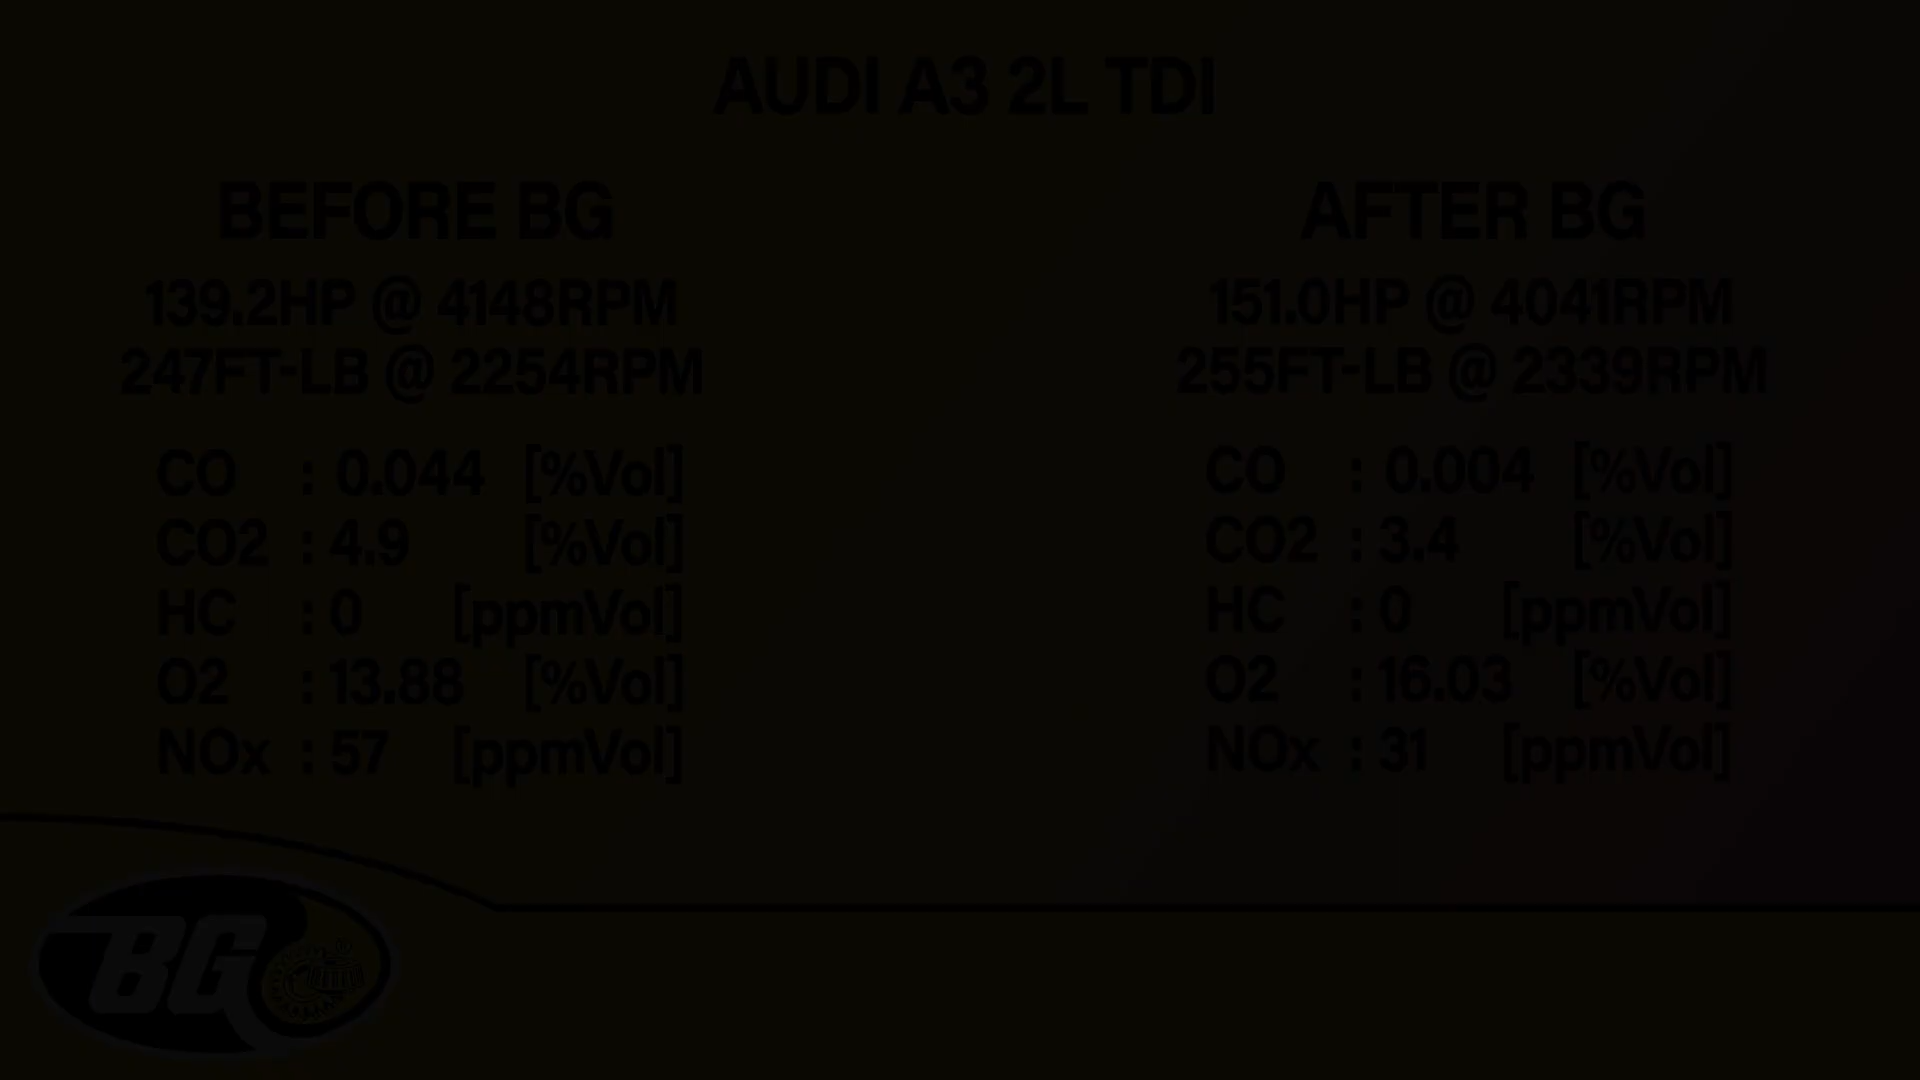 AUDI A3 2L TDI
BEFORE BG
139.2HP @ 4148RPM
247FT-LB @ 2254RPM
CO : 0.044 [%Vol]
CO2 : 4.9 [%Vol]
HC : 0 [ppmVol]
O2 : 13.88 [%Vol]
NOx : 57 [ppmVol]
AFTER BG
151.0HP @ 4041RPM
255FT-LB @ 2339RPM
CO : 0.004 [%Vol]
CO2 : 3.4 [%Vol]
HC : 0 [ppmVol]
O2 : 16.03 [%Vol]
NOx : 31 [ppmVol]
BG
®